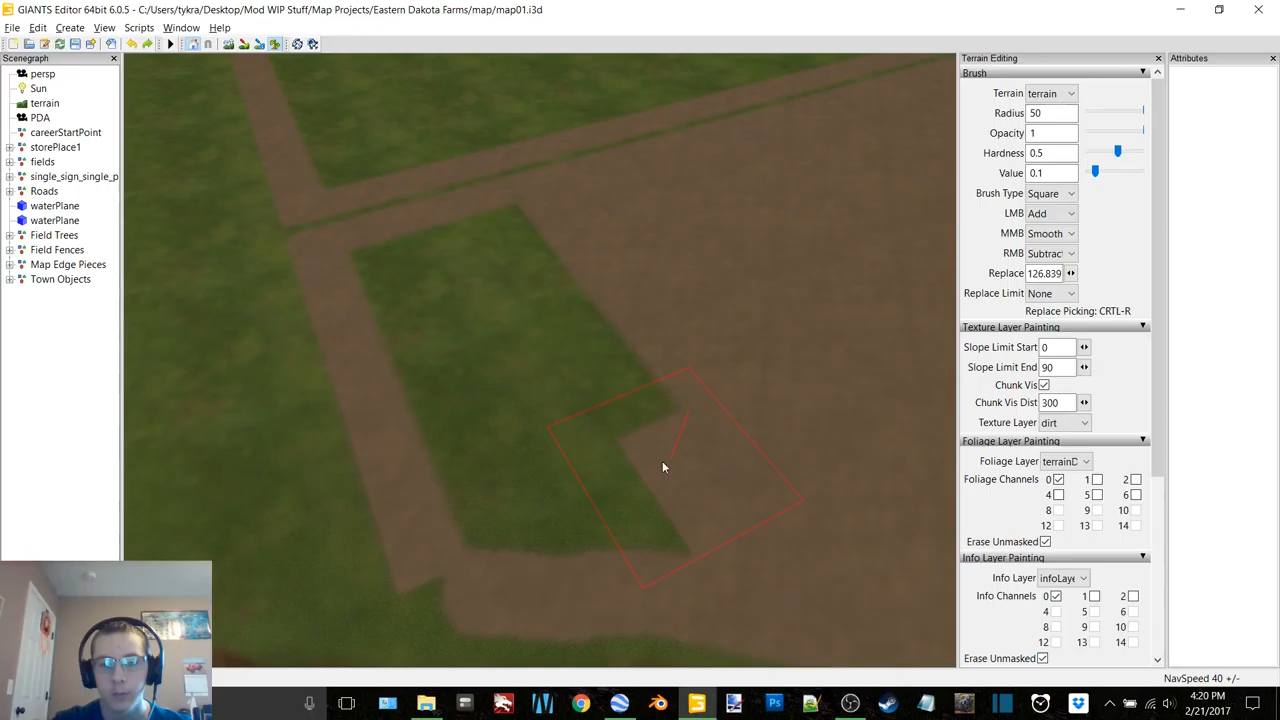 GIANTS Editor 64bit 6.0.5 - C:/Users/tykra/Desktop/Mod WIP Stuff/Map Projects/Eastern Dakota Farms/map/map01.i3d
File Edit Create View Scripts Window Help
Scenegraph
persp
Sun
terrain
PDA
careerStartPoint
storePlace1
fields
single_sign_single_p
Roads
waterPlane
waterPlane
Field Trees
Field Fences
Map Edge Pieces
Town Objects
Terrain Editing
Brush
Terrain terrain
Radius 50
Opacity 1
Hardness 0.5
Value 0.1
Brush Type Square
LMB Add
MMB Smooth
RMB Subtrac
Replace 126.839
Replace Limit None
Replace Picking: CRTL-R
Texture Layer Painting
Slope Limit Start 0
Slope Limit End 90
Chunk Vis
Chunk Vis Dist 300
Texture Layer dirt
Foliage Layer Painting
Foliage Layer terrainD
Foliage Channels 0 1 2
4 5 6
8 9 10
12 13 14
Erase Unmasked
Info Layer Painting
Info Layer infoLaye
Info Channels 0 1 2
4 5 6
8 9 10
12 13 14
Erase Unmasked
Attributes
NavSpeed 40 +/-
4:20 PM
2/21/2017